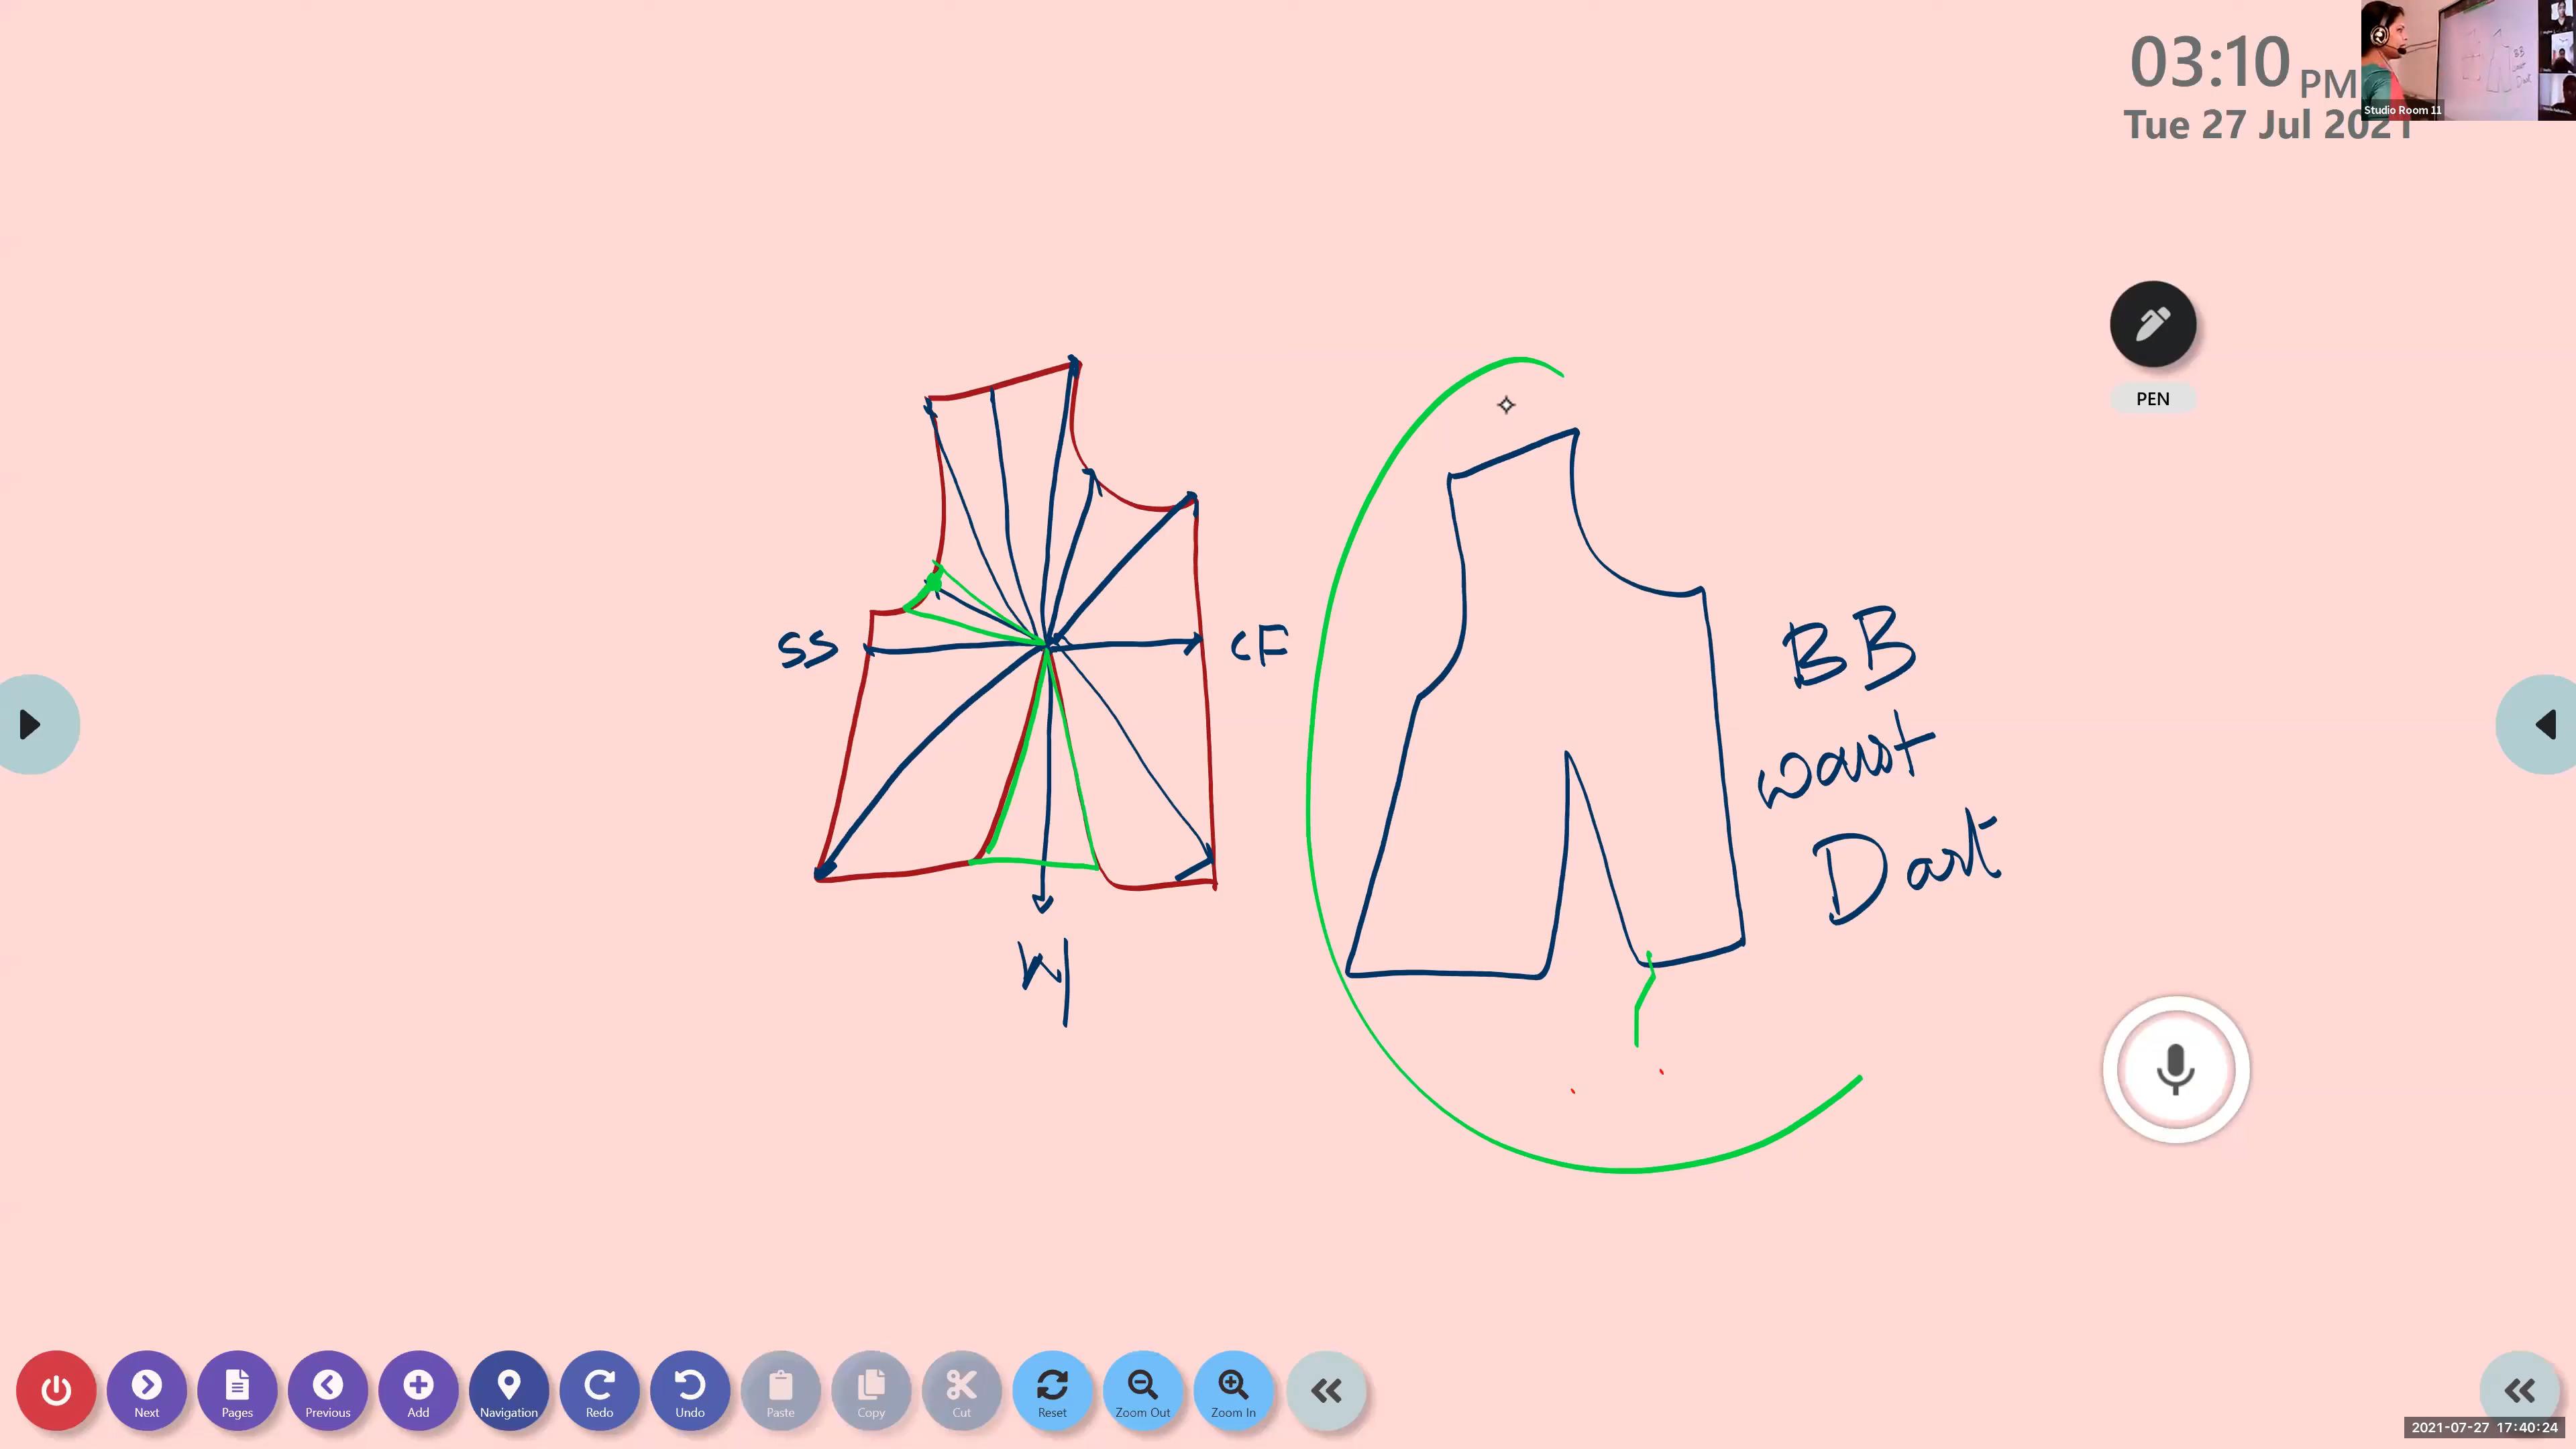 03:10 PM
Tue 27 Jul 2021
Studio Room 11
PEN
SS
CF
BB
waist
Dart
W
Next
Pages
Previous
Add
Navigation
Redo
Undo
Paste
Copy
Cut
Reset
Zoom Out
Zoom In
2021-07-27 17:40:24